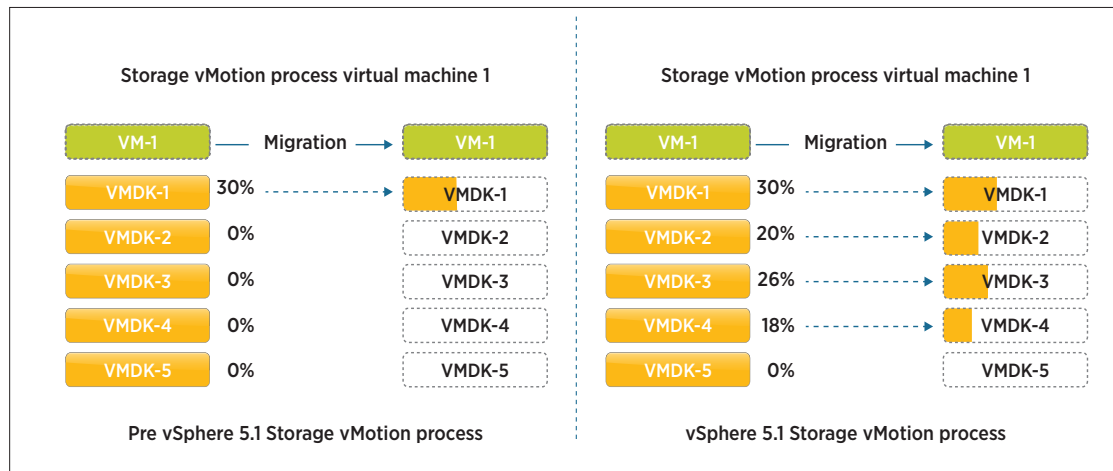 Storage vMotion process virtual machine 1
VM-1 Migration VM-1
VMDK-1 30% VMDK-1
VMDK-2 0% VMDK-2
VMDK-3 0% VMDK-3
VMDK-4 0% VMDK-4
VMDK-5 0% VMDK-5
Pre vSphere 5.1 Storage vMotion process
Storage vMotion process virtual machine 1
VM-1 Migration VM-1
VMDK-1 30% VMDK-1
VMDK-2 20% VMDK-2
VMDK-3 26% VMDK-3
VMDK-4 18% VMDK-4
VMDK-5 0% VMDK-5
vSphere 5.1 Storage vMotion process